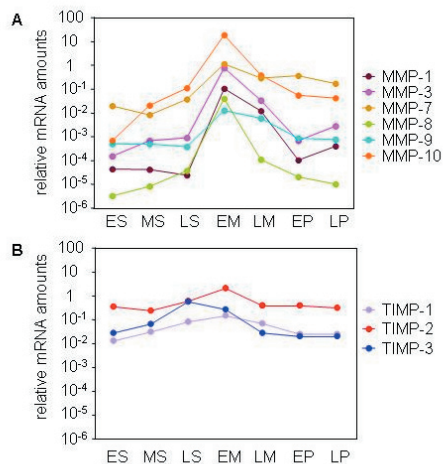 A
relative mRNA amounts
100
10
1
10-1
10-2
10-3
10-4
10-5
10-6
ES MS LS EM LM EP LP
MMP-1
MMP-3
MMP-7
MMP-8
MMP-9
MMP-10
B
relative mRNA amounts
100
10
1
10-1
10-2
10-3
10-4
10-5
10-6
ES MS LS EM LM EP LP
TIMP-1
TIMP-2
TIMP-3